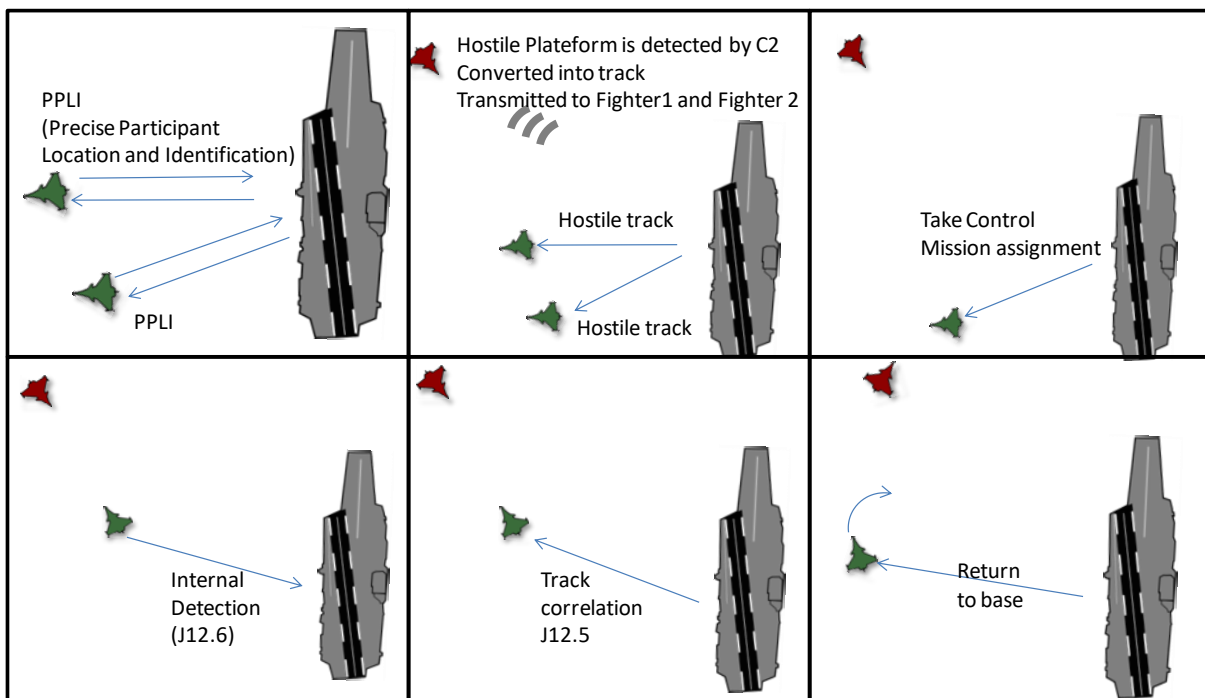 PPLI
(Precise Participant
Location and Identification)
PPLI
Hostile Plateform is detected by C2
Converted into track
Transmitted to Fighter1 and Fighter 2
Hostile track
Hostile track
Take Control
Mission assignment
Internal
Detection
(J12.6)
Track
correlation
J12.5
Return
to base